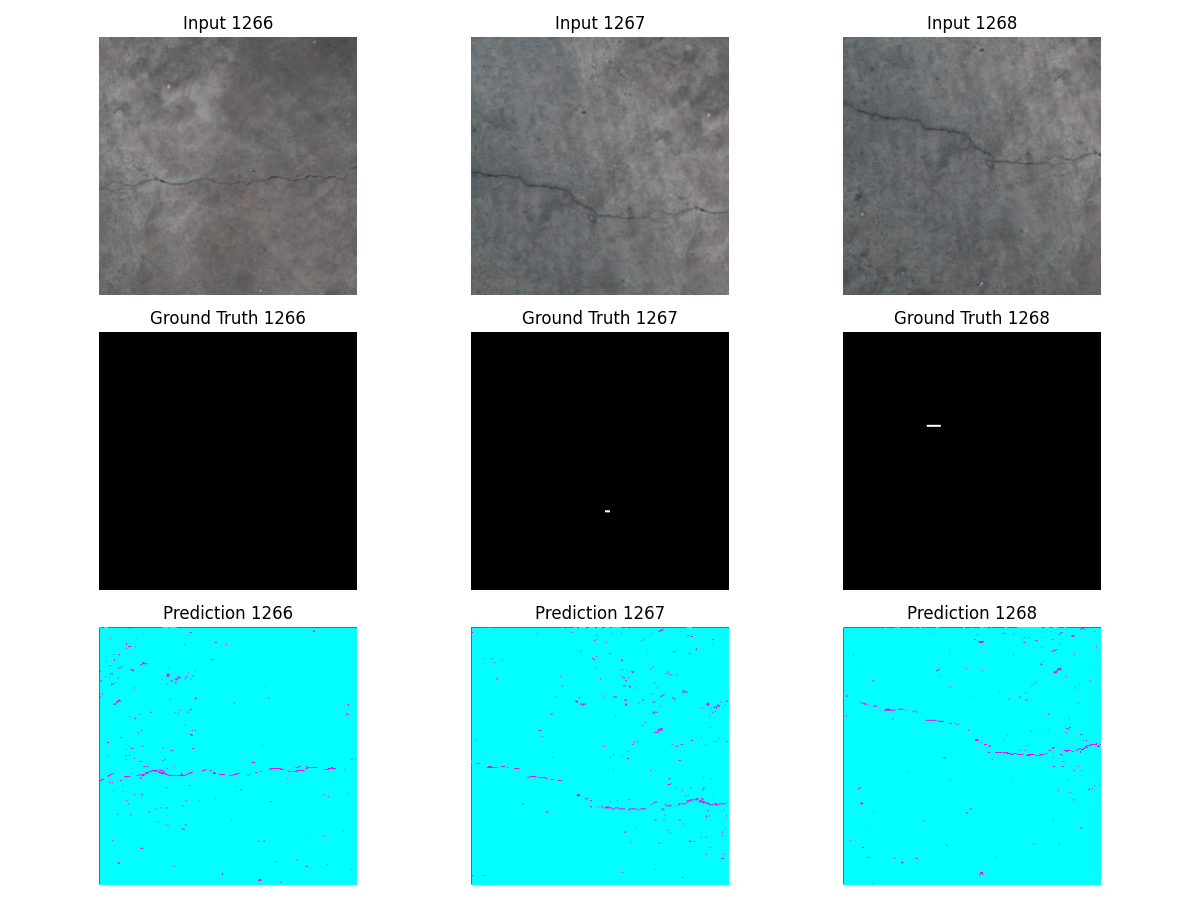 Input 1266
Input 1267
Input 1268
Ground Truth 1266
Ground Truth 1267
Ground Truth 1268
Prediction 1266
Prediction 1267
Prediction 1268